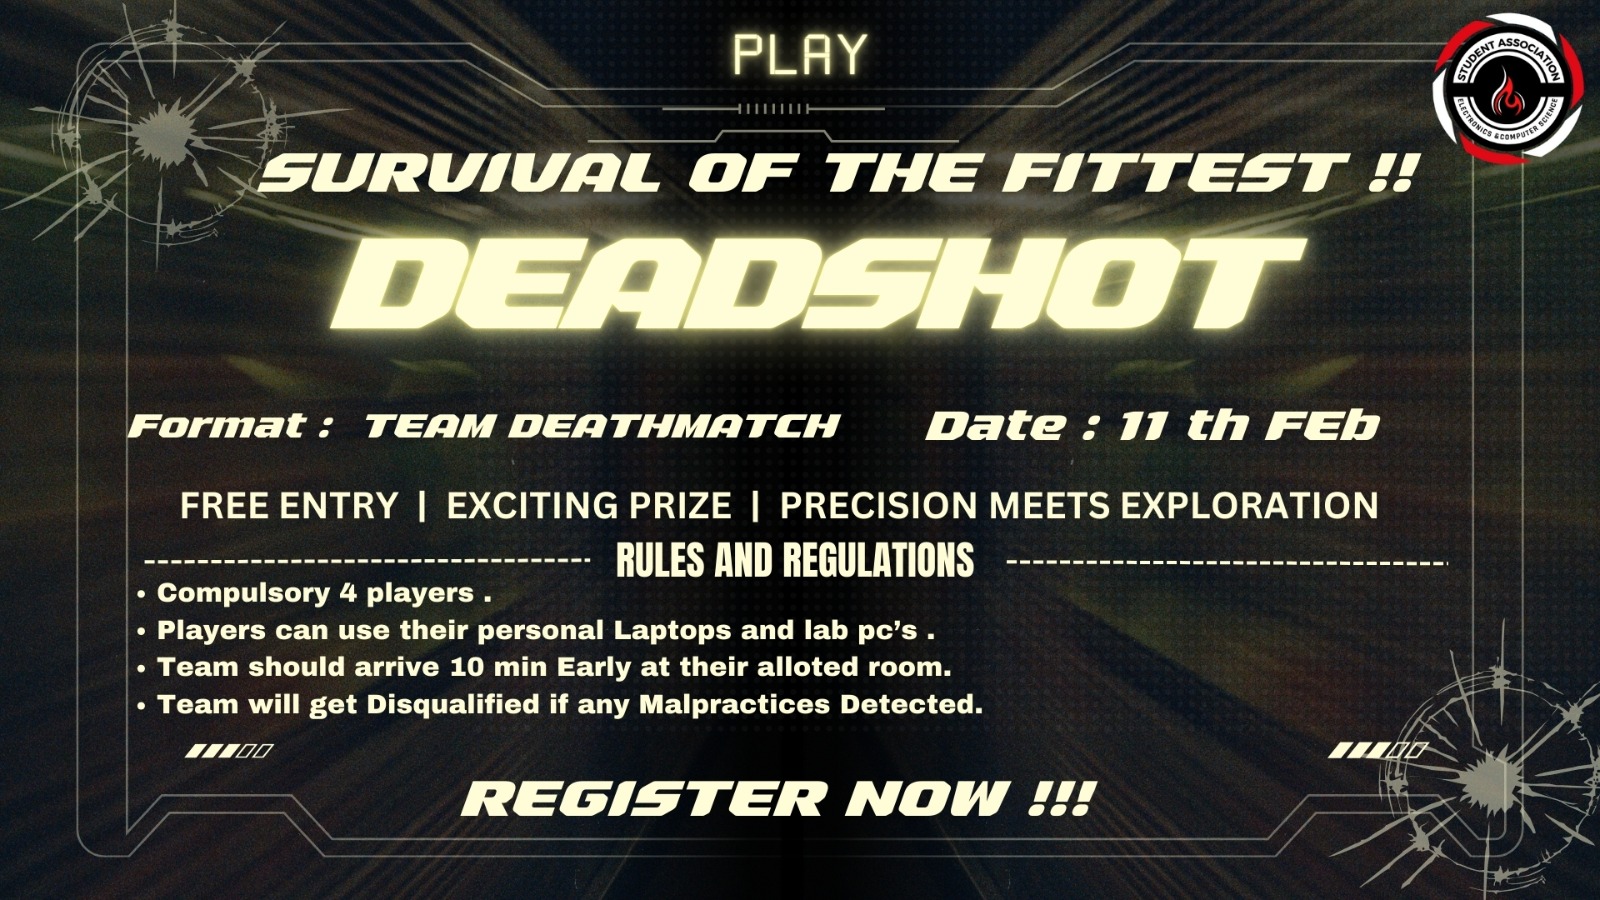 PLAY
STUDENT ASSOCIATION
ELECTRONICS & COMPUTER SCIENCE
SURVIVAL OF THE FITTEST !!
DEADSHOT
Format : TEAM DEATHMATCH
Date : 11 th FEb
FREE ENTRY | EXCITING PRIZE | PRECISION MEETS EXPLORATION
RULES AND REGULATIONS
• Compulsory 4 players .
• Players can use their personal Laptops and lab pc’s .
• Team should arrive 10 min Early at their alloted room.
• Team will get Disqualified if any Malpractices Detected.
REGISTER NOW !!!